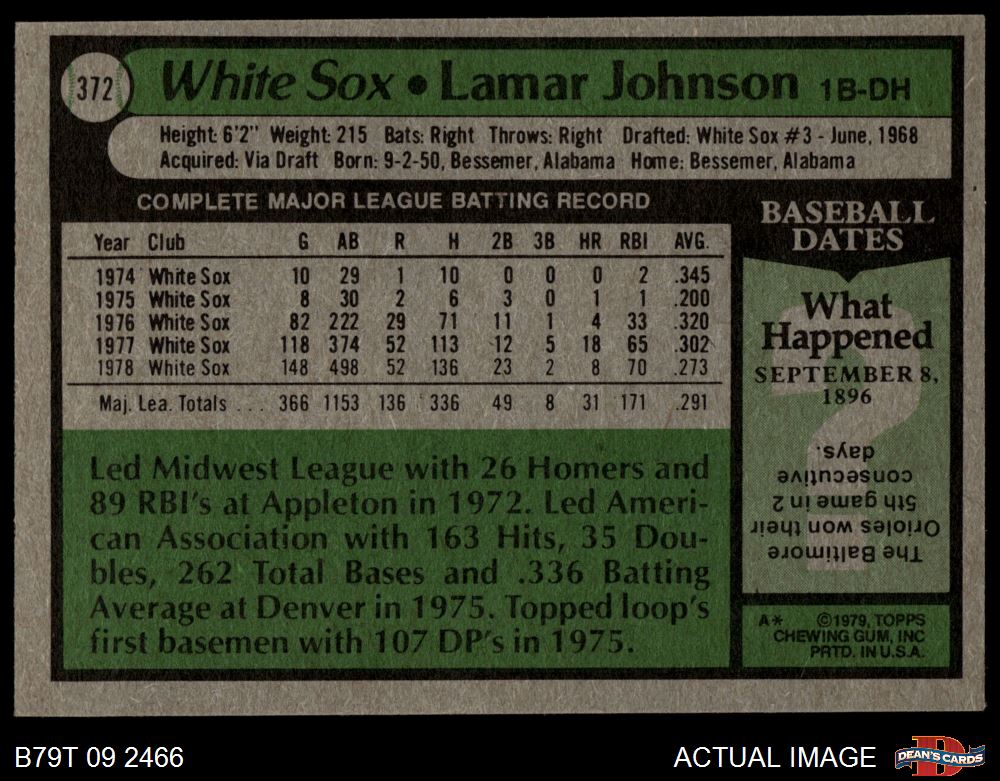 372
White Sox • Lamar Johnson 1B-DH
Height: 6'2" Weight: 215 Bats: Right Throws: Right Drafted: White Sox #3 - June, 1968
Acquired: Via Draft Born: 9-2-50, Bessemer, Alabama Home: Bessemer, Alabama
COMPLETE MAJOR LEAGUE BATTING RECORD
Year Club G AB R H 2B 3B HR RBI AVG.
1974 White Sox 10 29 1 10 0 0 0 2 .345
1975 White Sox 8 30 2 6 3 0 1 1 .200
1976 White Sox 82 222 29 71 11 1 4 33 .320
1977 White Sox 118 374 52 113 12 5 18 65 .302
1978 White Sox 148 498 52 136 23 2 8 70 .273
Maj. Lea. Totals ... 366 1153 136 336 49 8 31 171 .291
Led Midwest League with 26 Homers and
89 RBI's at Appleton in 1972. Led Ameri-
can Association with 163 Hits, 35 Dou-
bles, 262 Total Bases and .336 Batting
Average at Denver in 1975. Topped loop's
first basemen with 107 DP's in 1975.
BASEBALL
DATES
What
Happened
SEPTEMBER 8,
1896
?
The Baltimore
Orioles won their
5th game in 2
consecutive
days.
A* ©1979, TOPPS
CHEWING GUM, INC
PRTD. IN U.S.A.
B79T 09 2466
ACTUAL IMAGE
D
DEAN'S CARDS